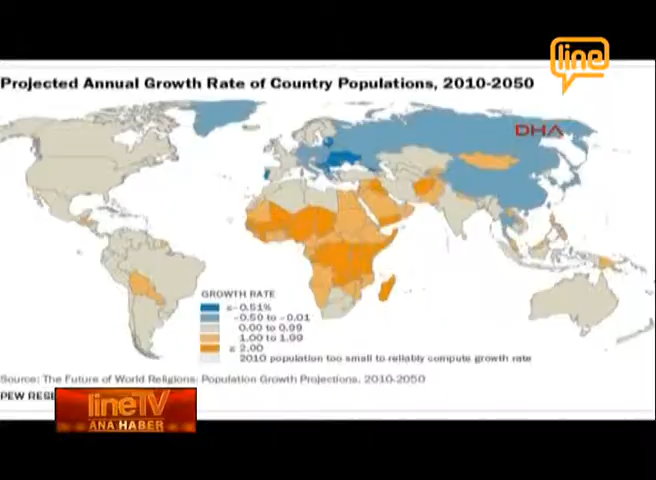 line
Projected Annual Growth Rate of Country Populations, 2010-2050
DHA
GROWTH RATE
≤-0.51%
-0.50 to -0.01
0.00 to 0.99
1.00 to 1.99
≥ 2.00
2010 population too small to reliably compute growth rate
Source: The Future of World Religions: Population Growth Projections, 2010-2050
PEW RESE
lineTV
ANA HABER